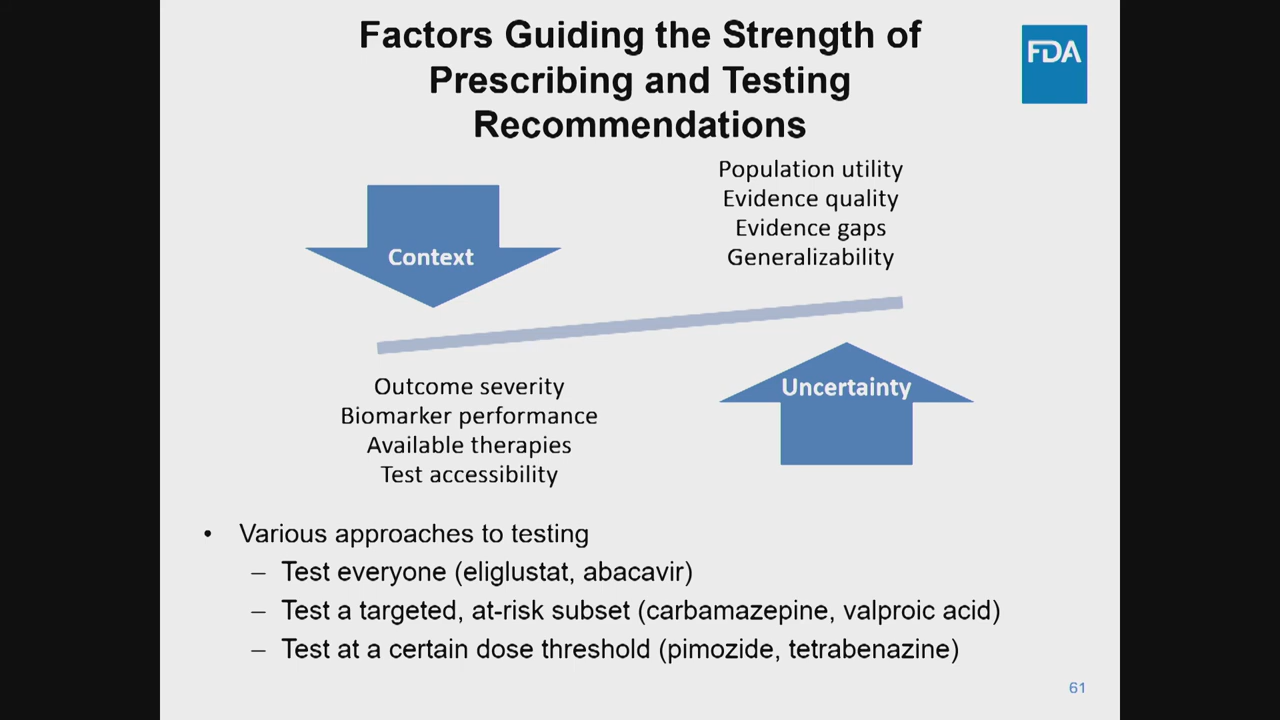 Factors Guiding the Strength of
Prescribing and Testing
Recommendations
FDA
Context
Population utility
Evidence quality
Evidence gaps
Generalizability
Outcome severity
Biomarker performance
Available therapies
Test accessibility
Uncertainty
• Various approaches to testing
– Test everyone (eliglustat, abacavir)
– Test a targeted, at-risk subset (carbamazepine, valproic acid)
– Test at a certain dose threshold (pimozide, tetrabenazine)
61